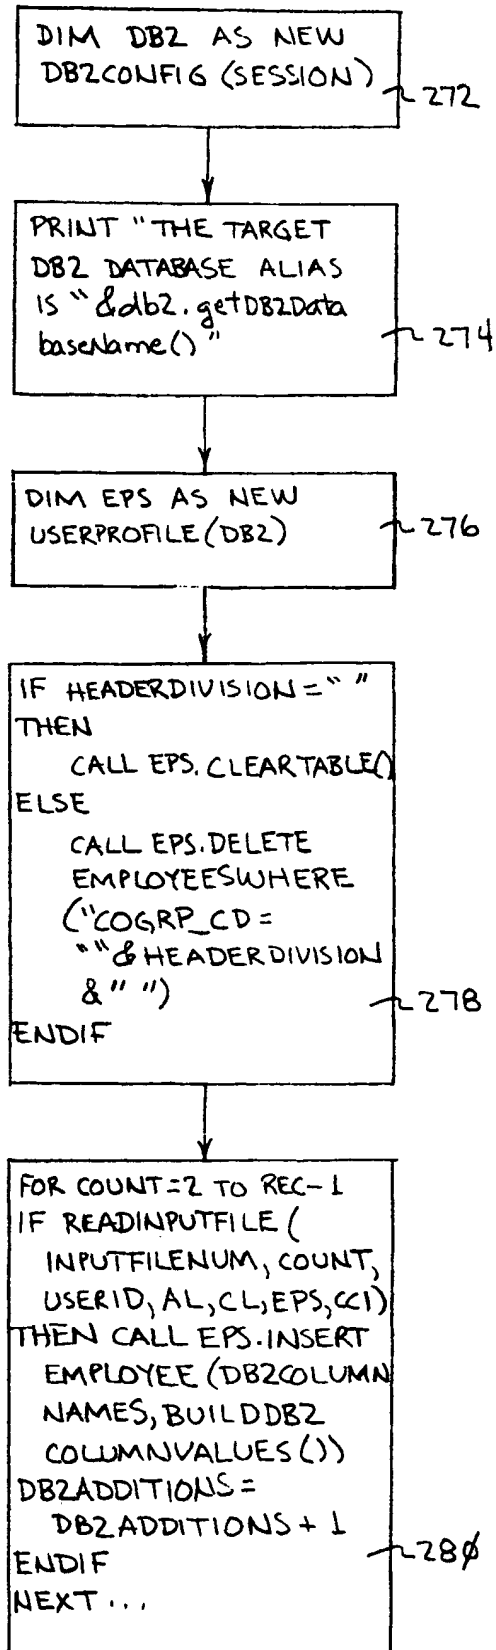 DIM DB2 AS NEW
DB2CONFIG (SESSION)
272
PRINT "THE TARGET
DB2 DATABASE ALIAS
IS "&db2.getDB2Data
baseName()"
274
DIM EPS AS NEW
USERPROFILE(DB2)
276
IF HEADERDIVISION=" "
THEN
CALL EPS.CLEARTABLE()
ELSE
CALL EPS.DELETE
EMPLOYEESWHERE
("COGRP_CD=
""&HEADERDIVISION
&" ")
278
ENDIF
FOR COUNT=2 TO REC-1
IF READINPUTFILE(
INPUTFILENUM, COUNT,
USERID, AL, CL, EPS, CCI)
THEN CALL EPS.INSERT
EMPLOYEE (DB2COLUMN
NAMES, BUILDDB2
COLUMNVALUES())
DB2ADDITIONS=
DB2ADDITIONS+1
280
ENDIF
NEXT...